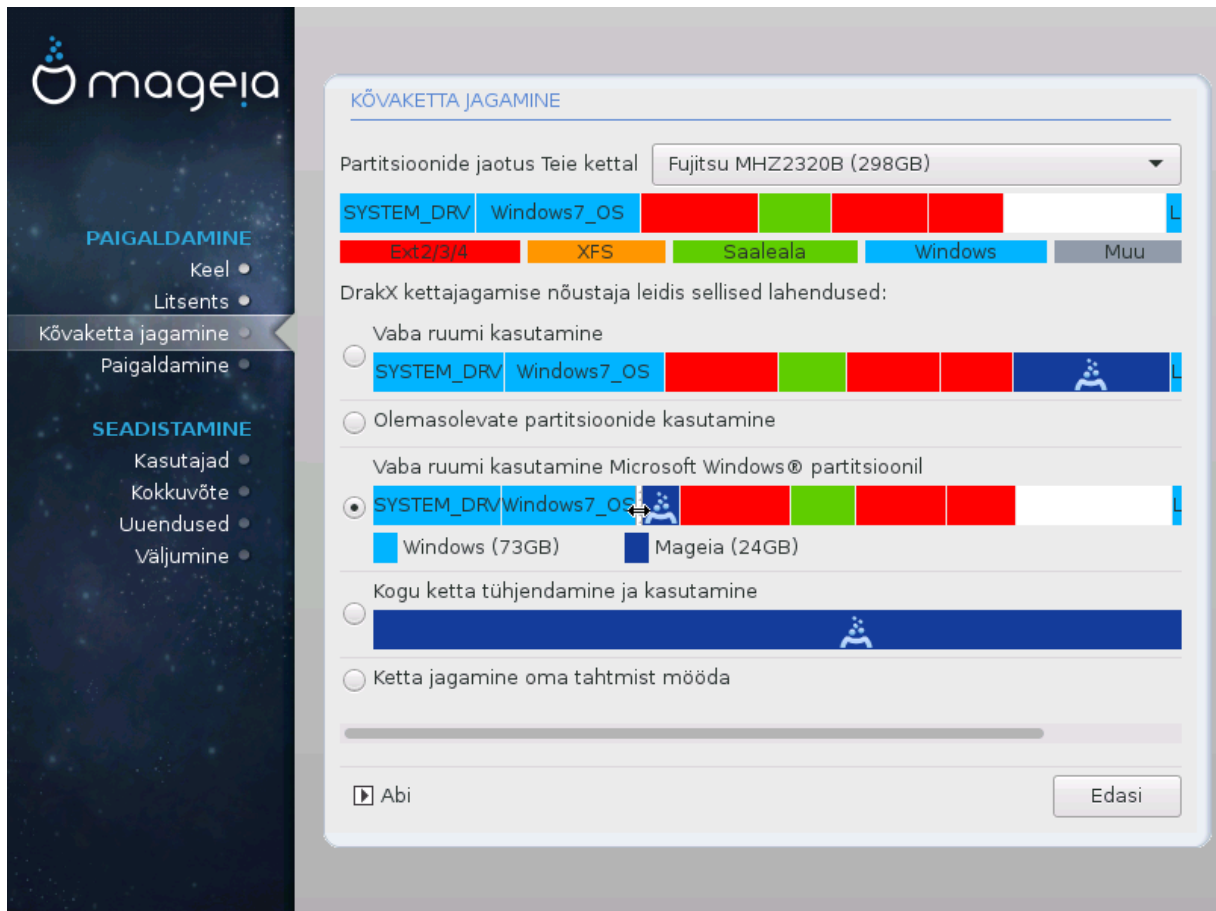 mageia
PAIGALDAMINE
Keel
Litsents
Kõvaketta jagamine
Paigaldamine
SEADISTAMINE
Kasutajad
Kokkuvõte
Uuendused
Väljumine
KÕVAKETTA JAGAMINE
Partitsioonide jaotus Teie kettal Fujitsu MHZ2320B (298GB)
SYSTEM_DRV Windows7_OS L
Ext2/3/4 XFS Saaleala Windows Muu
DrakX kettajagamise nõustaja leidis sellised lahendused:
Vaba ruumi kasutamine
SYSTEM_DRV Windows7_OS L
Olemasolevate partitsioonide kasutamine
Vaba ruumi kasutamine Microsoft Windows® partitsioonil
SYSTEM_DRV Windows7_OS L
Windows (73GB) Mageia (24GB)
Kogu ketta tühjendamine ja kasutamine
Ketta jagamine oma tahtmist mööda
Abi Edasi